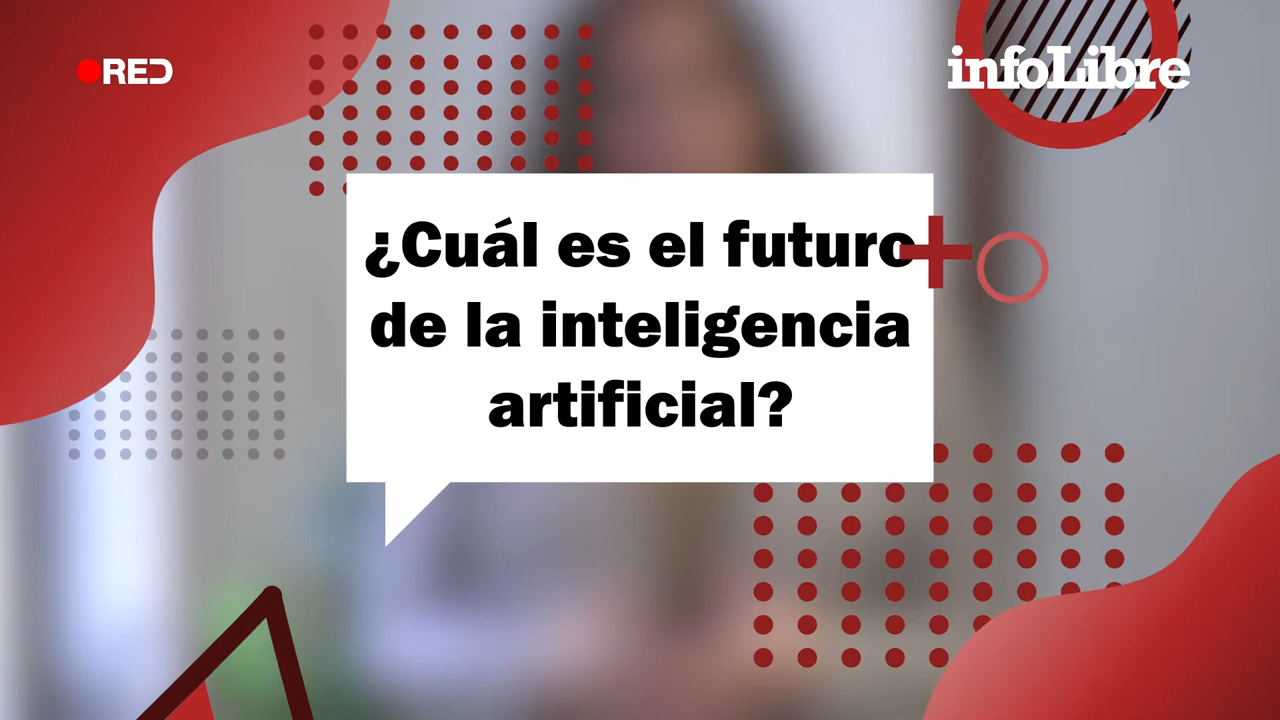 RED
infoLibre
¿Cuál es el futuro
de la inteligencia
artificial?